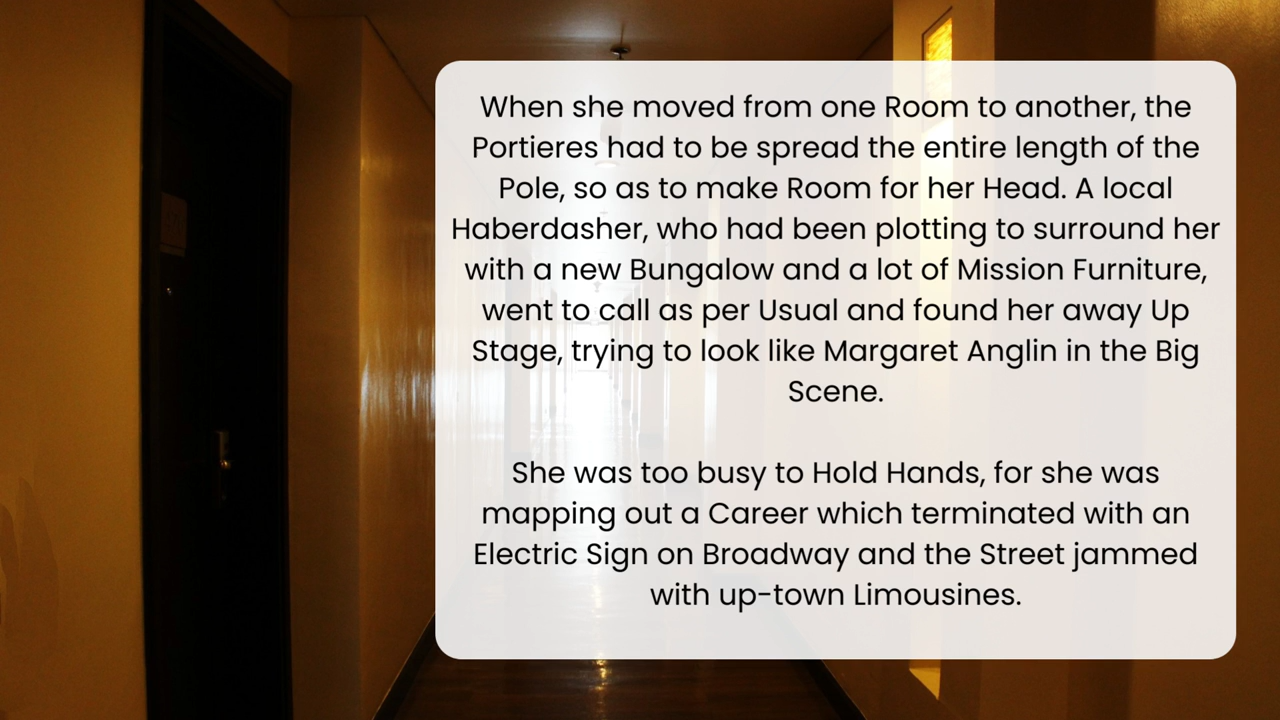 When she moved from one Room to another, the
Portieres had to be spread the entire length of the
Pole, so as to make Room for her Head. A local
Haberdasher, who had been plotting to surround her
with a new Bungalow and a lot of Mission Furniture,
went to call as per Usual and found her away Up
Stage, trying to look like Margaret Anglin in the Big
Scene.
She was too busy to Hold Hands, for she was
mapping out a Career which terminated with an
Electric Sign on Broadway and the Street jammed
with up-town Limousines.